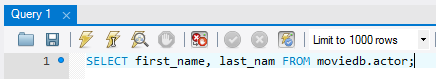 Query 1
Limit to 1000 rows
1
SELECT first_name, last_nam FROM moviedb.actor;